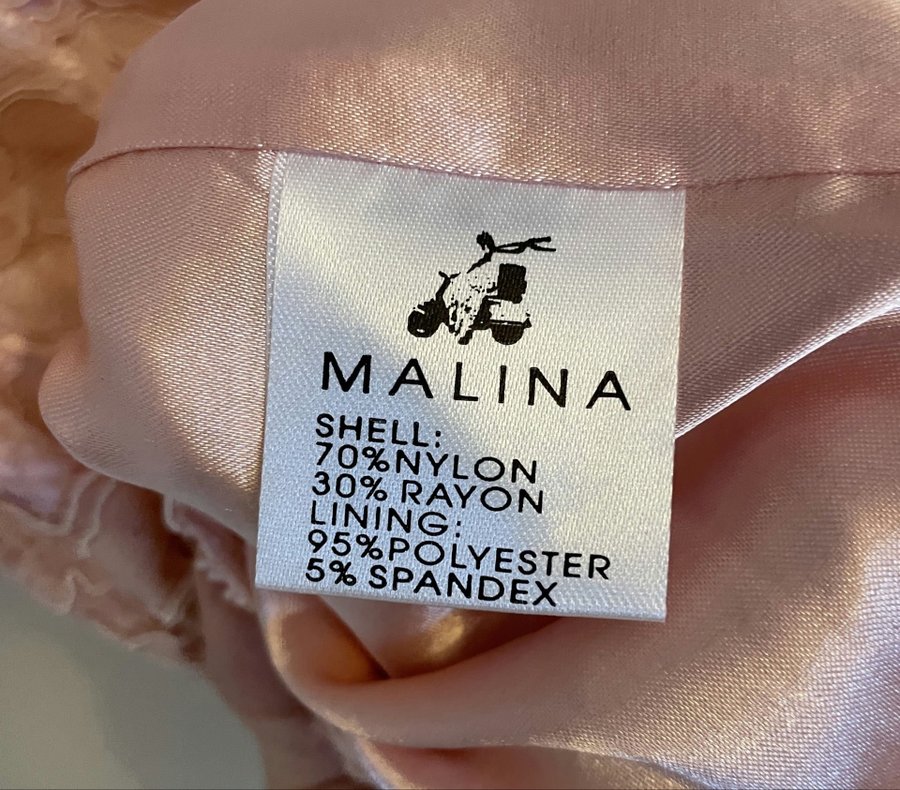 MALINA
SHELL:
70%NYLON
30% RAYON
LINING:
95%POLYESTER
5% SPANDEX